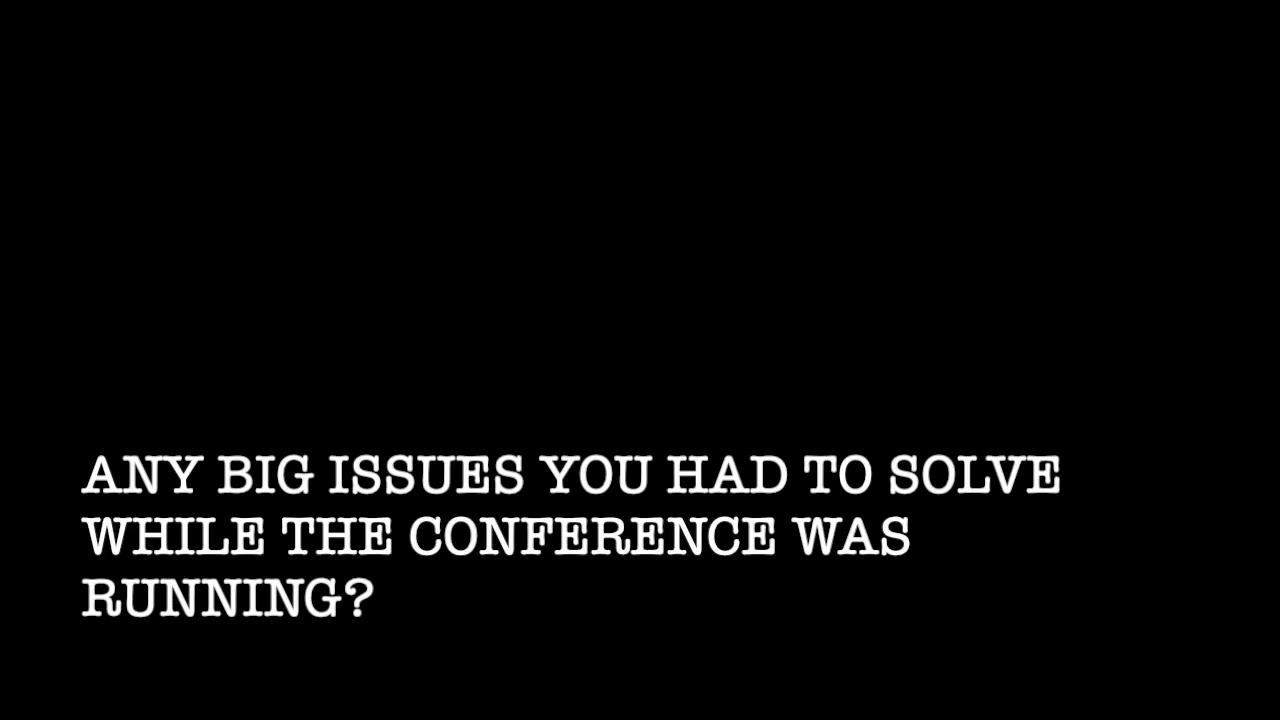 ANY BIG ISSUES YOU HAD TO SOLVE
WHILE THE CONFERENCE WAS
RUNNING?